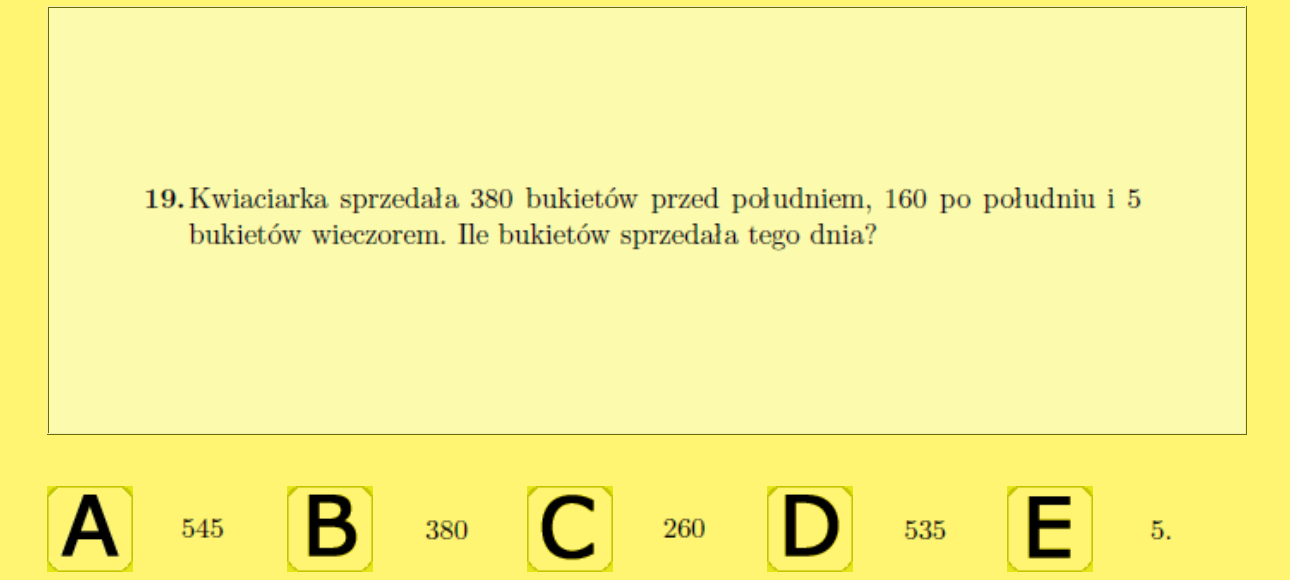 19. Kwiaciarka sprzedała 380 bukietów przed południem, 160 po południu i 5
bukietów wieczorem. Ile bukietów sprzedała tego dnia?
A 545 B 380 C 260 D 535 E 5.